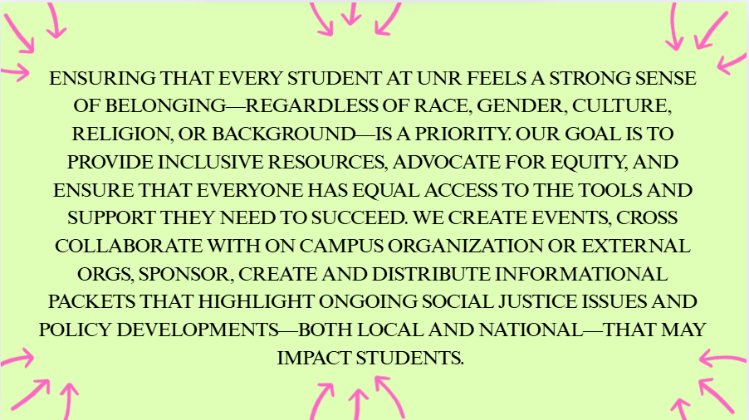 ENSURING THAT EVERY STUDENT AT UNR FEELS A STRONG SENSE
OF BELONGING—REGARDLESS OF RACE, GENDER, CULTURE,
RELIGION, OR BACKGROUND—IS A PRIORITY. OUR GOAL IS TO
PROVIDE INCLUSIVE RESOURCES, ADVOCATE FOR EQUITY, AND
ENSURE THAT EVERYONE HAS EQUAL ACCESS TO THE TOOLS AND
SUPPORT THEY NEED TO SUCCEED. WE CREATE EVENTS, CROSS
COLLABORATE WITH ON CAMPUS ORGANIZATION OR EXTERNAL
ORGS, SPONSOR, CREATE AND DISTRIBUTE INFORMATIONAL
PACKETS THAT HIGHLIGHT ONGOING SOCIAL JUSTICE ISSUES AND
POLICY DEVELOPMENTS—BOTH LOCAL AND NATIONAL—THAT MAY
IMPACT STUDENTS.